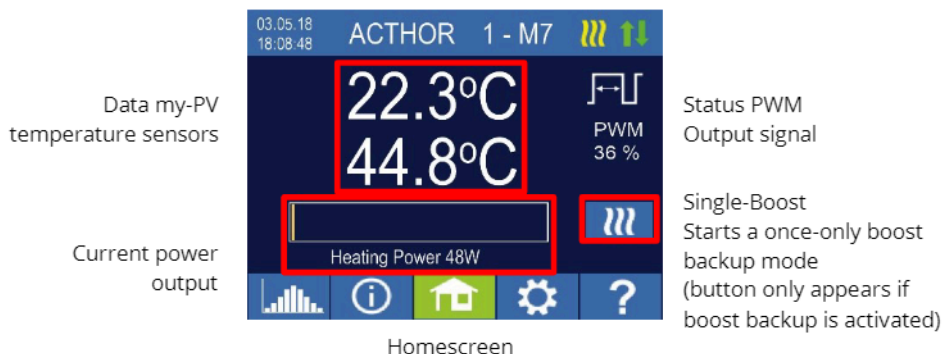 03.05.18
18:08:48
ACTHOR 1 - M7
22.3°C
44.8°C
PWM
36 %
Heating Power 48W
?
Data my-PV
temperature sensors
Current power
output
Status PWM
Output signal
Single-Boost
Starts a once-only boost
backup mode
(button only appears if
boost backup is activated)
Homescreen